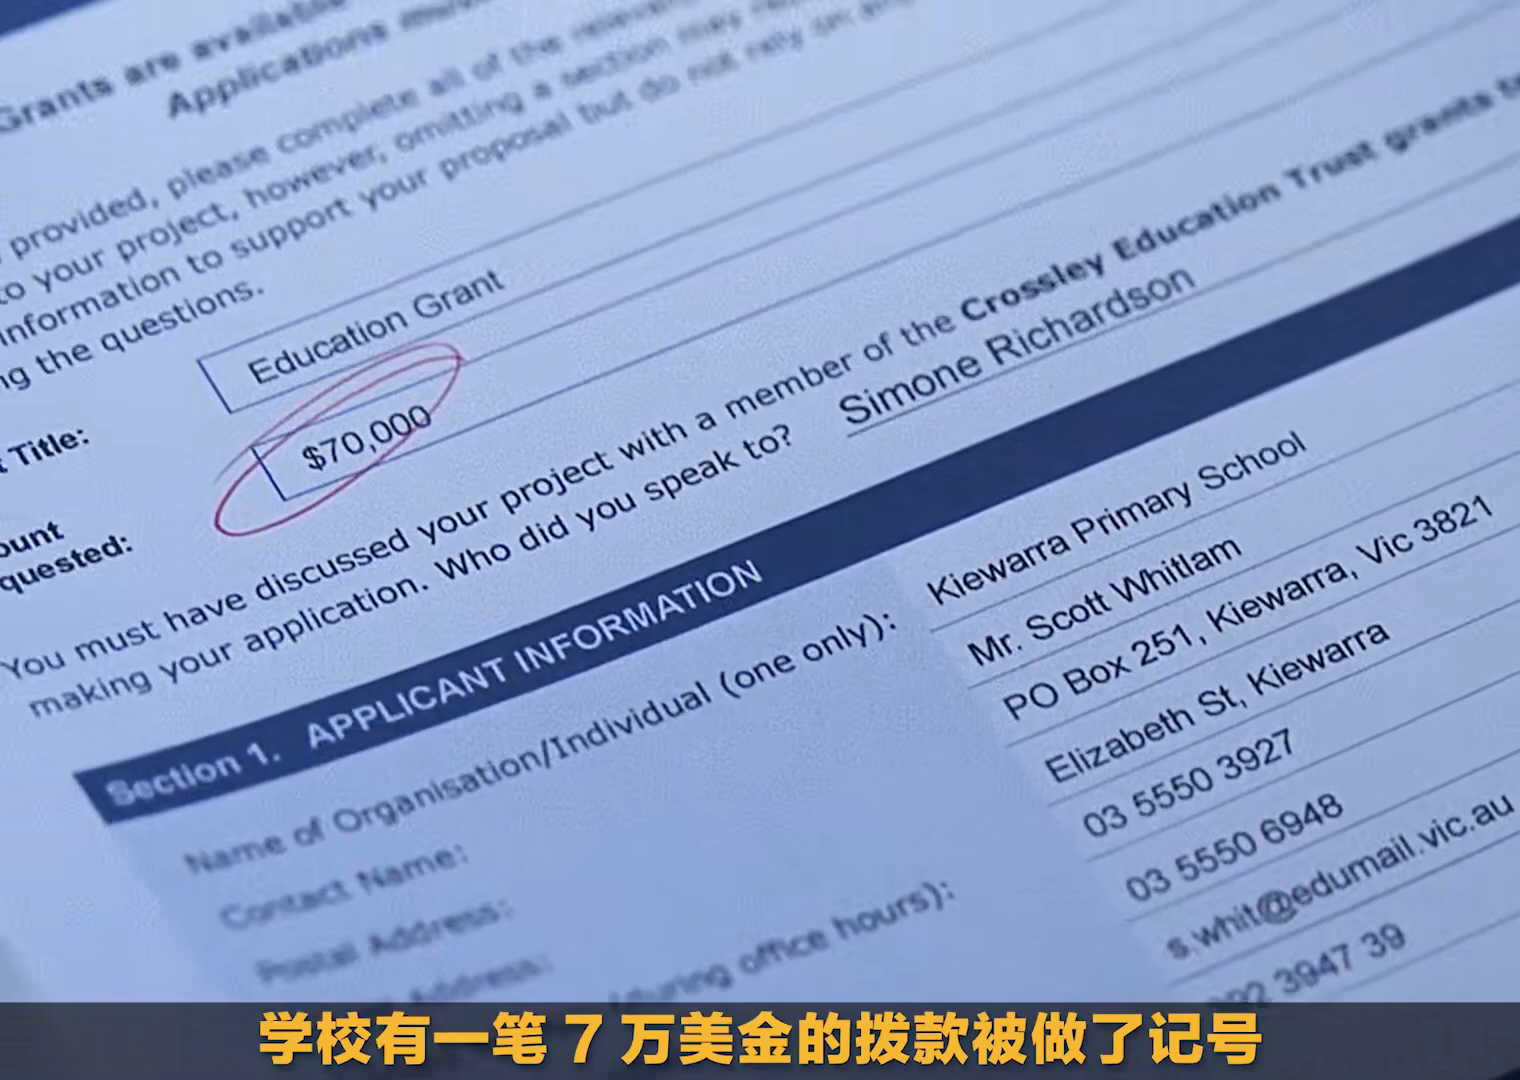 Grants are available
Applications must
provided, please complete all of the relevant
to your project, however, omitting a section may
information to support your proposal but do not rely on
ng the questions.
Title:
Education Grant
ount
quested:
$70,000
You must have discussed your project with a member of the Crossley Education Trust grants
making your application. Who did you speak to? Simone Richardson
Section 1. APPLICANT INFORMATION
Name of Organisation/Individual (one only): Kiewarra Primary School
Contact Name: Mr. Scott Whitlam
Postal Address: PO Box 251, Kiewarra, Vic 3821
Address: Elizabeth St, Kiewarra
(during office hours): 03 5550 3927
03 5550 6948
s.whit@edumail.vic.au
3947 39
学校有一笔7万美金的拨款被做了记号